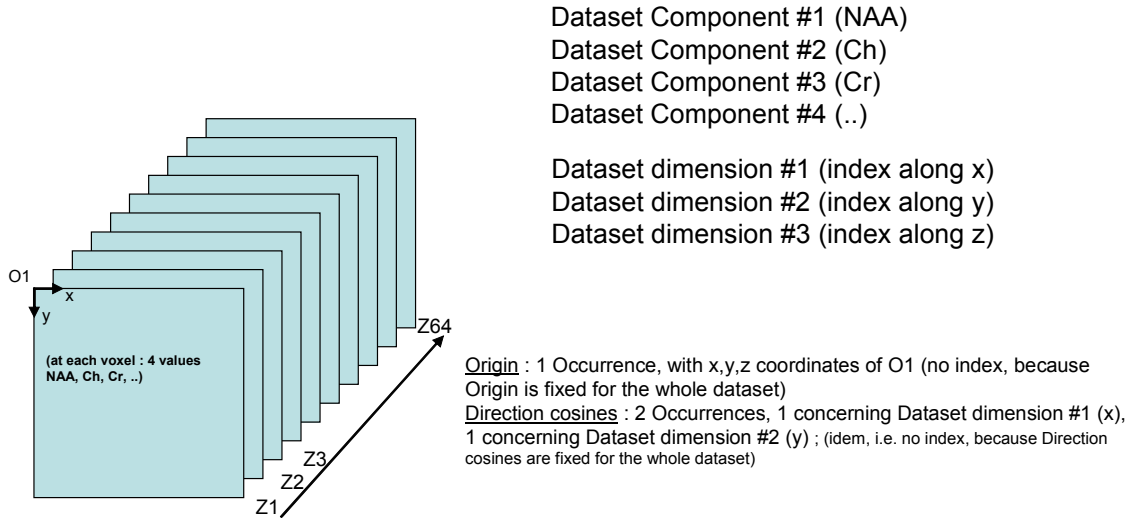 Dataset Component #1 (NAA)
Dataset Component #2 (Ch)
Dataset Component #3 (Cr)
Dataset Component #4 (..)
Dataset dimension #1 (index along x)
Dataset dimension #2 (index along y)
Dataset dimension #3 (index along z)
O1
x
y
(at each voxel : 4 values
NAA, Ch, Cr, ..)
Z64
Z3
Z2
Z1
Origin : 1 Occurrence, with x,y,z coordinates of O1 (no index, because
Origin is fixed for the whole dataset)
Direction cosines : 2 Occurrences, 1 concerning Dataset dimension #1 (x),
1 concerning Dataset dimension #2 (y) ; (idem, i.e. no index, because Direction
cosines are fixed for the whole dataset)